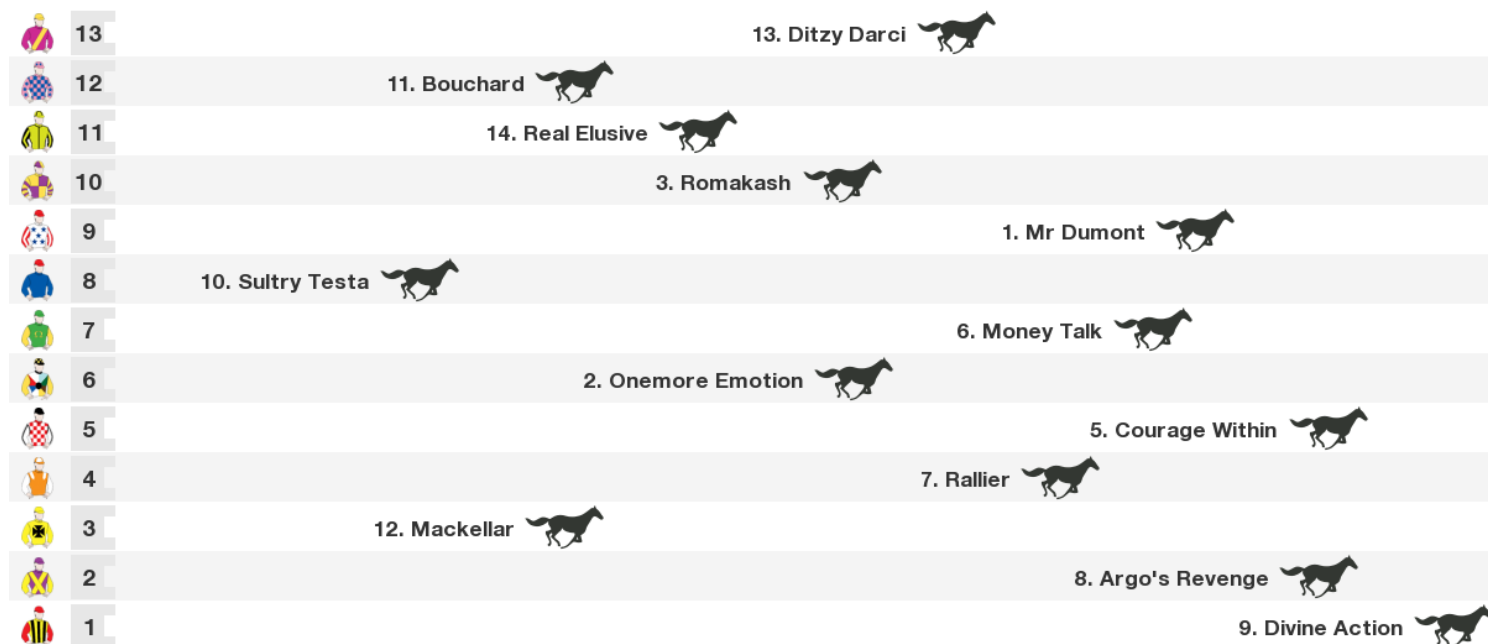 13 13. Ditzy Darci
12 11. Bouchard
11 14. Real Elusive
10 3. Romakash
9 1. Mr Dumont
8 10. Sultry Testa
7 6. Money Talk
6 2. Onemore Emotion
5 5. Courage Within
4 7. Rallier
3 12. Mackellar
2 8. Argo's Revenge
1 9. Divine Action